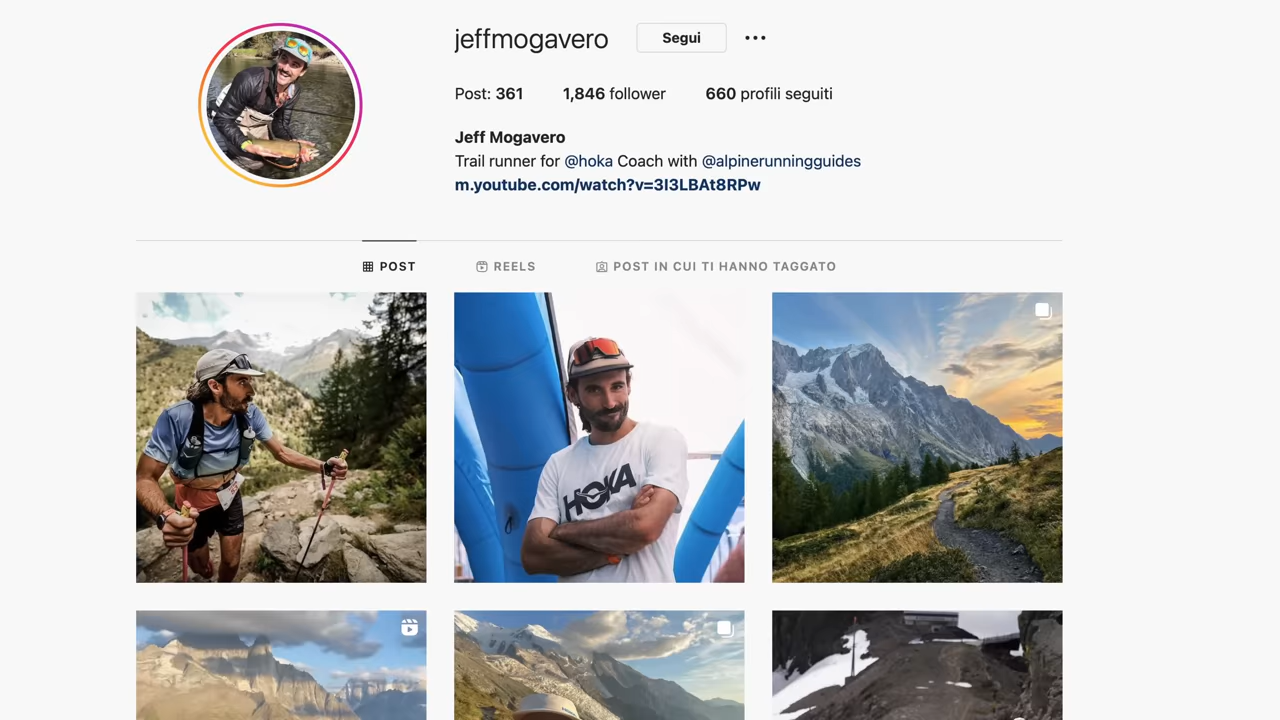 jeffmogavero Segui
Post: 361 1,846 follower 660 profili seguiti
Jeff Mogavero
Trail runner for @hoka Coach with @alpinerunningguides
m.youtube.com/watch?v=3I3LBAt8RPw
POST REELS POST IN CUI TI HANNO TAGGATO
HOKA